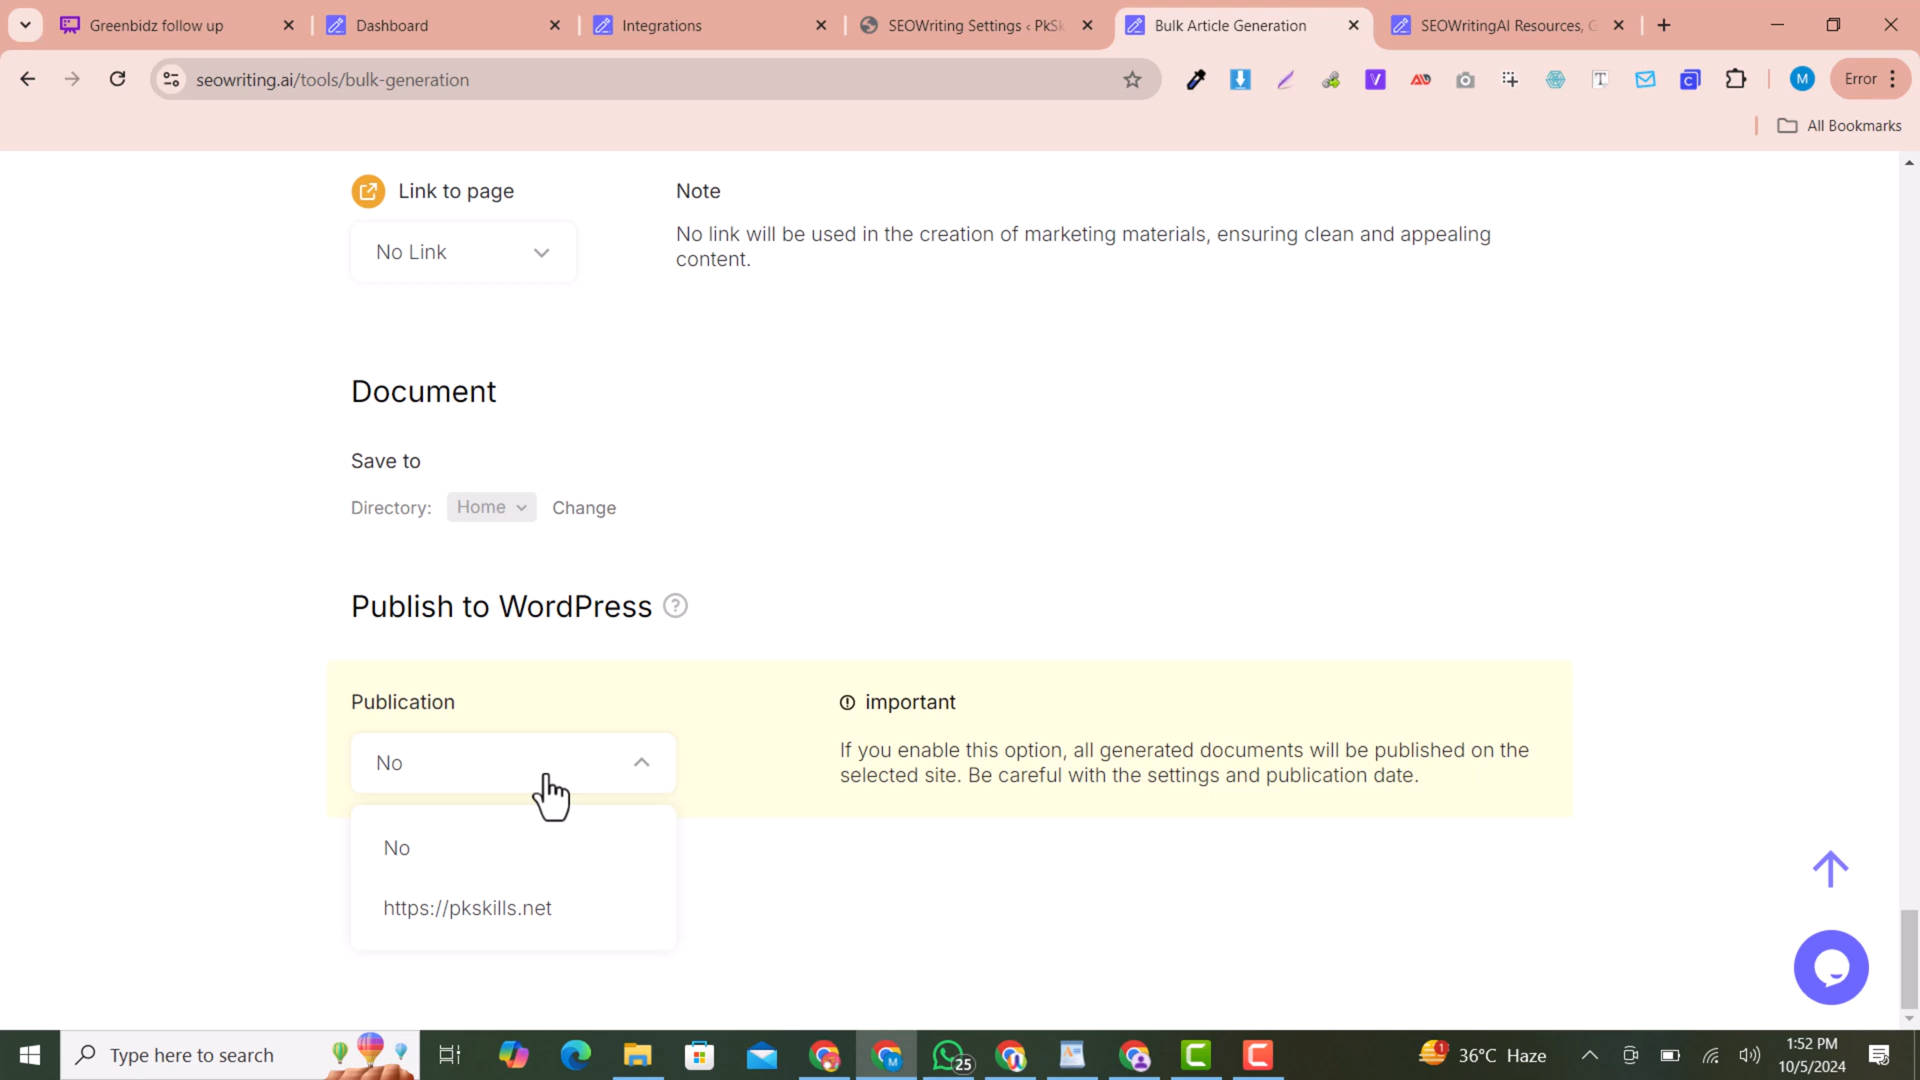 Greenbidz follow up
Dashboard
Integrations
SEOWriting Settings ‹ PkSk
Bulk Article Generation
SEOWritingAI Resources, G
seowriting.ai/tools/bulk-generation
M
Error
All Bookmarks
Link to page
Note
No Link
No link will be used in the creation of marketing materials, ensuring clean and appealing
content.
Document
Save to
Directory: Home Change
Publish to WordPress ?
Publication
important
No
If you enable this option, all generated documents will be published on the
selected site. Be careful with the settings and publication date.
No
https://pkskills.net
Type here to search
25
36°C Haze
1:52 PM
10/5/2024